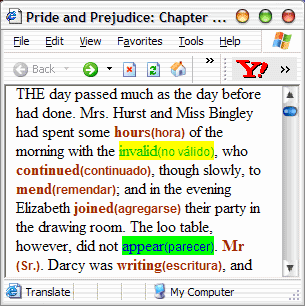 Pride and Prejudice: Chapter ...
File View Favorites Tools Help
Back » Y! »
THE day passed much as the day before
had done. Mrs. Hurst and Miss Bingley
had spent some hours(hora) of the
morning with the invalid(no válido), who
continued(continuado), though slowly, to
mend(remendar); and in the evening
Elizabeth joined(agregarse) their party in
the drawing room. The loo table,
however, did not appear(parecer). Mr
(Sr.). Darcy was writing(escritura), and
Translate My Computer